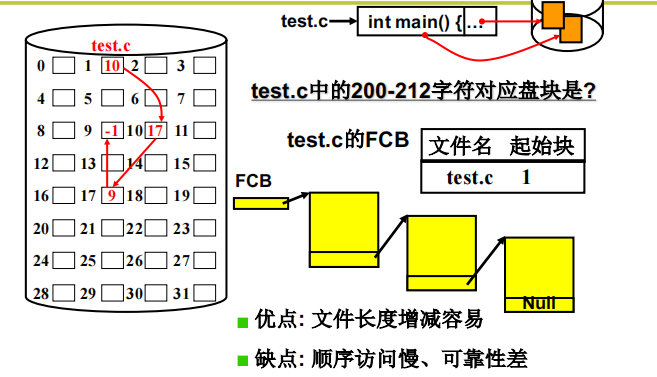 test.c
int main() {
...
test.c
0 1 10 2 3
4 5 6 7
8 9 -1 10 17 11
12 13 14 15
16 17 9 18 19
20 21 22 23
24 25 26 27
28 29 30 31
test.c中的200-212字符对应盘块是?
test.c的FCB
文件名 起始块
test.c 1
FCB
Null
优点: 文件长度增减容易
缺点: 顺序访问慢、可靠性差